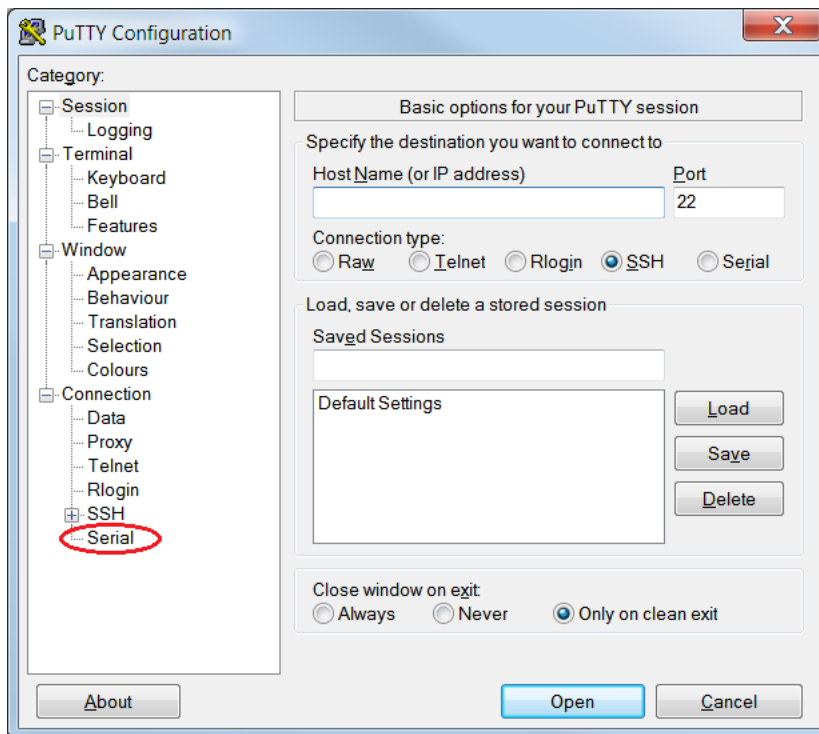 PuTTY Configuration
X
Category:
Session
Logging
Terminal
Keyboard
Bell
Features
Window
Appearance
Behaviour
Translation
Selection
Colours
Connection
Data
Proxy
Telnet
Rlogin
SSH
Serial
Basic options for your PuTTY session
Specify the destination you want to connect to
Host Name (or IP address) Port
22
Connection type:
Raw Telnet Rlogin SSH Serial
Load, save or delete a stored session
Saved Sessions
Default Settings
Load
Save
Delete
Close window on exit:
Always Never Only on clean exit
About Open Cancel